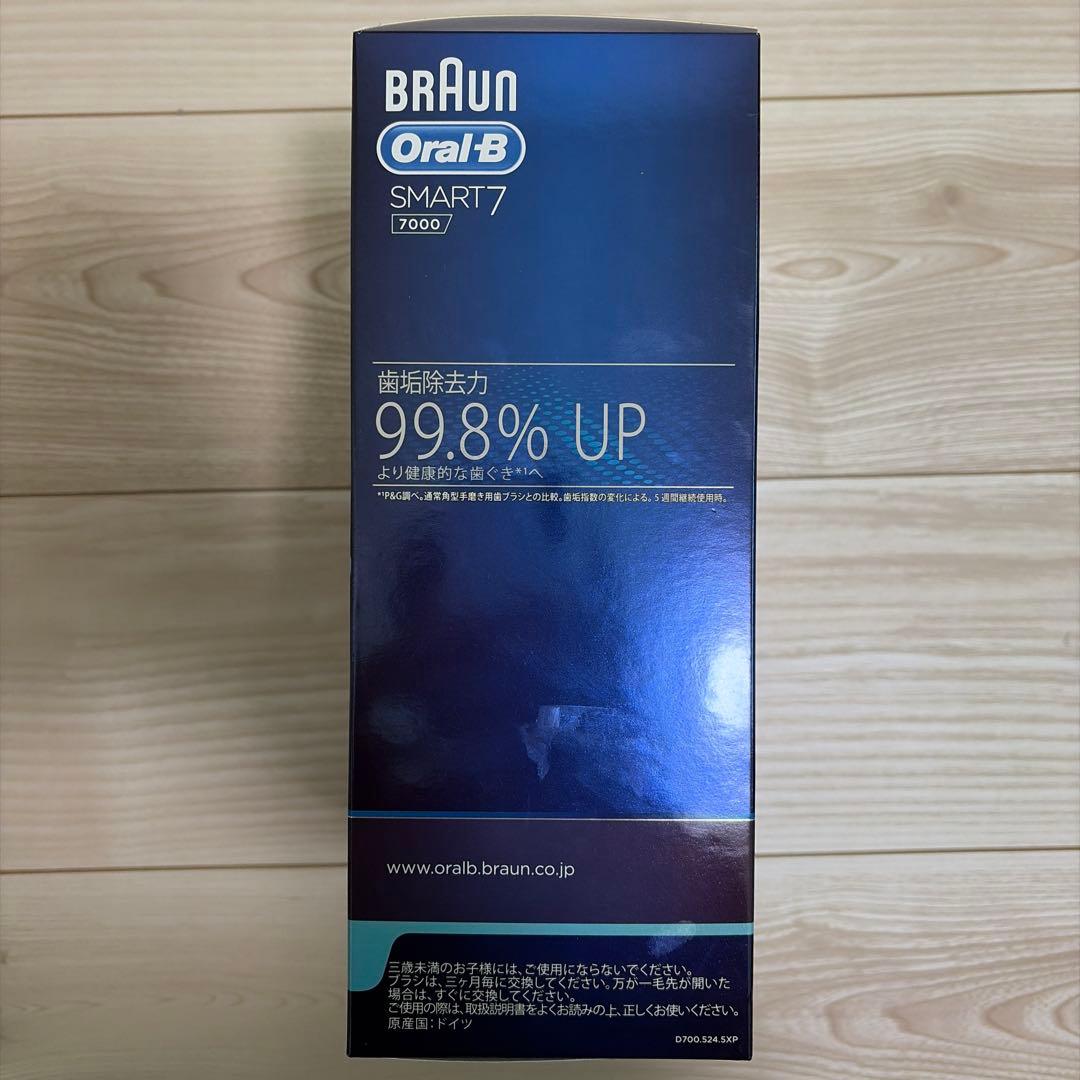 BRAUN
Oral-B
SMART7
7000
歯垢除去力
99.8% UP
より健康的な歯ぐき*¹へ
*¹P&G調べ。通常角型手磨き用歯ブラシとの比較。歯垢指数の変化による。5週間継続使用時。
www.oralb.braun.co.jp
三歳未満のお子様には、ご使用にならないでください。
ブラシは、三ヶ月毎に交換してください。万が一毛先が開いた
場合は、すぐに交換してください。
ご使用の際は、取扱説明書をよくお読みの上、正しくお使いください。
原産国:ドイツ
D700.524.5XP